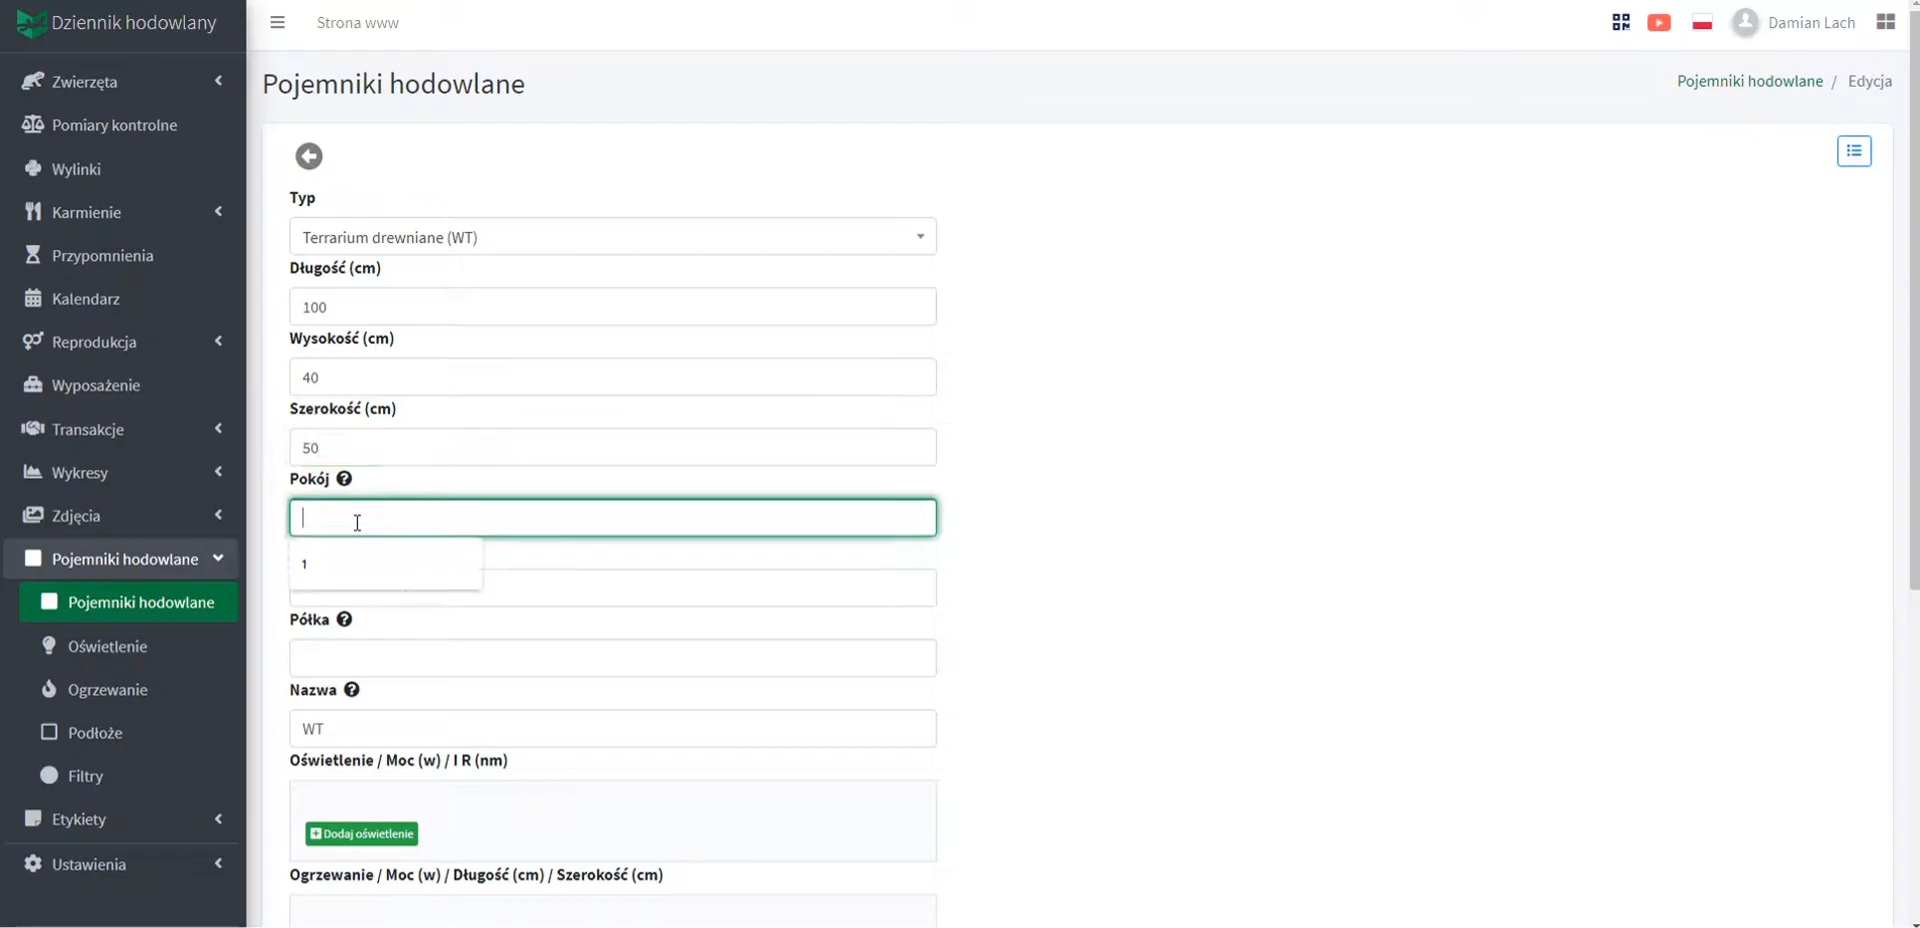 Dziennik hodowlany
Strona www
Damian Lach
Zwierzęta
Pomiary kontrolne
Wylinki
Karmienie
Przypomnienia
Kalendarz
Reprodukcja
Wyposażenie
Transakcje
Wykresy
Zdjęcia
Pojemniki hodowlane
Pojemniki hodowlane
Oświetlenie
Ogrzewanie
Podłoże
Filtry
Etykiety
Ustawienia
Pojemniki hodowlane
Pojemniki hodowlane / Edycja
Typ
Terrarium drewniane (WT)
Długość (cm)
100
Wysokość (cm)
40
Szerokość (cm)
50
Pokój
1
Półka
Nazwa
WT
Oświetlenie / Moc (w) / I R (nm)
Dodaj oświetlenie
Ogrzewanie / Moc (w) / Długość (cm) / Szerokość (cm)